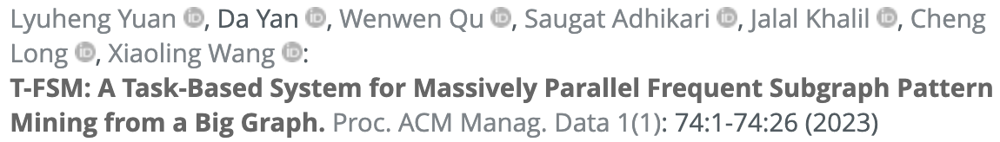 Lyuheng Yuan, Da Yan, Wenwen Qu, Saugat Adhikari, Jalal Khalil, Cheng
Long, Xiaoling Wang:
T-FSM: A Task-Based System for Massively Parallel Frequent Subgraph Pattern
Mining from a Big Graph. Proc. ACM Manag. Data 1(1): 74:1-74:26 (2023)